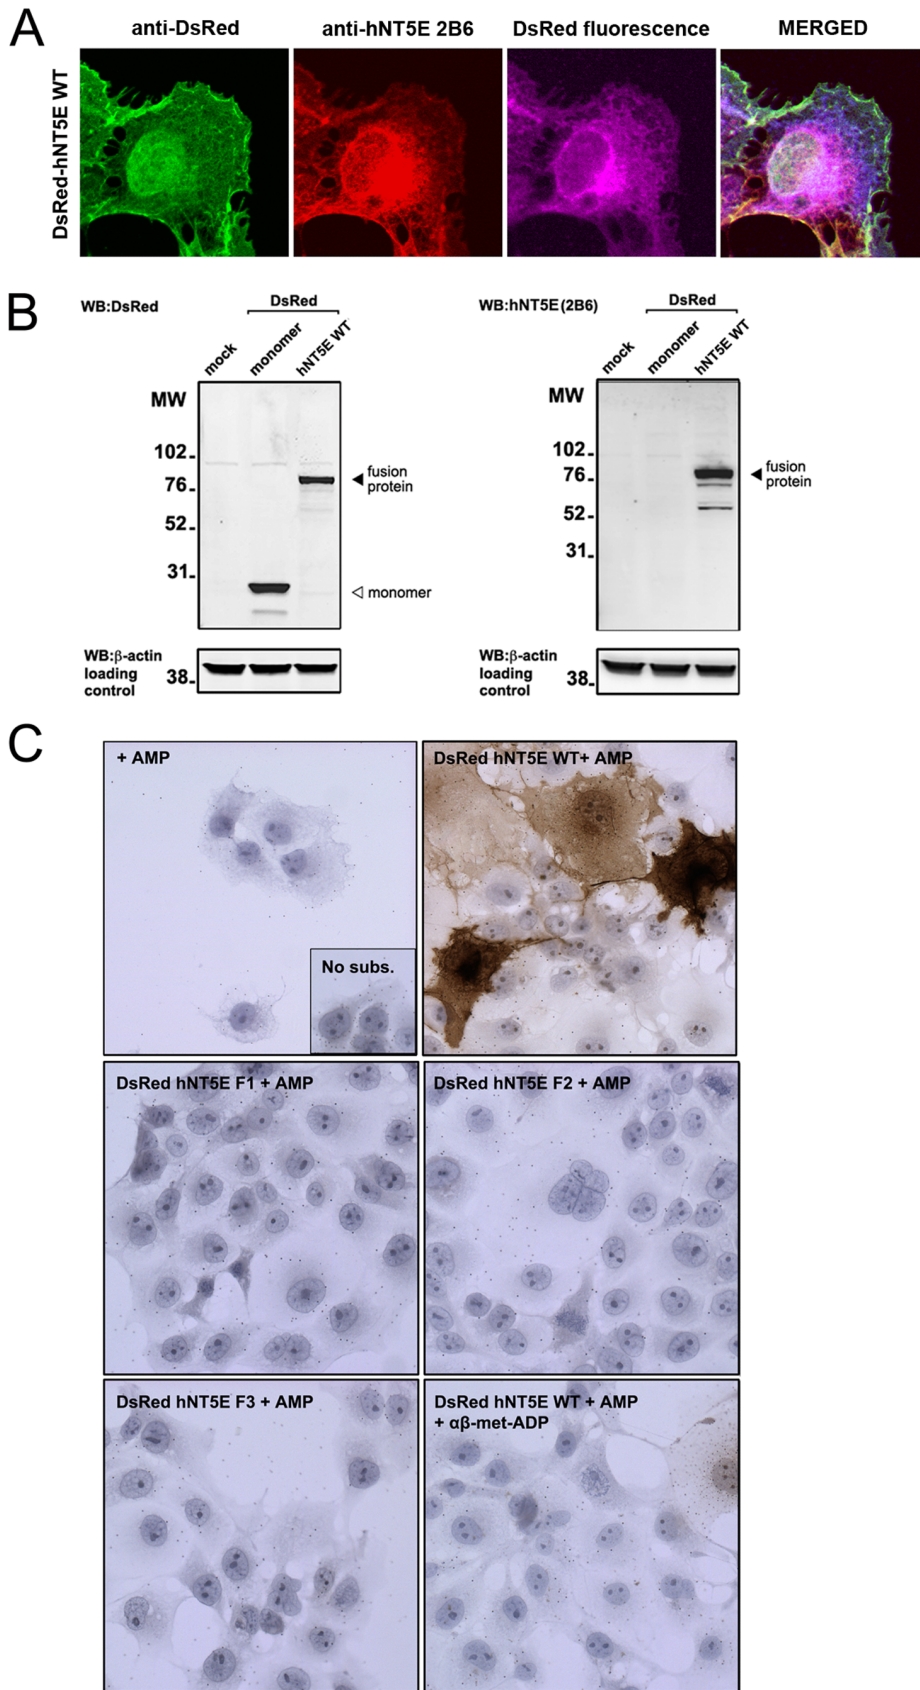 A
anti-DsRed
anti-hNT5E 2B6
DsRed fluorescence
MERGED
DsRed-hNT5E WT
B
WB:DsRed
DsRed
mock
monomer
hNT5E WT
MW
102
76
52
31
fusion
protein
monomer
WB:β-actin
loading
control
38
WB:hNT5E(2B6)
DsRed
mock
monomer
hNT5E WT
MW
102
76
52
31
fusion
protein
WB:β-actin
loading
control
38
C
+ AMP
No subs.
DsRed hNT5E WT+ AMP
DsRed hNT5E F1 + AMP
DsRed hNT5E F2 + AMP
DsRed hNT5E F3 + AMP
DsRed hNT5E WT + AMP
+ αβ-met-ADP